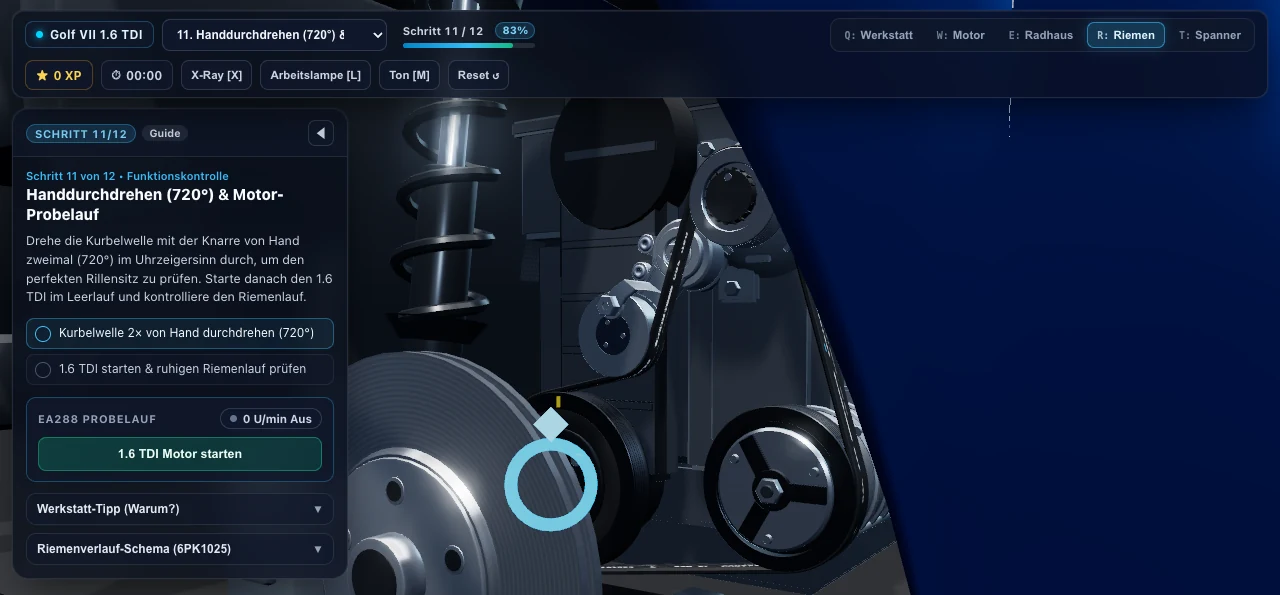 Golf VII 1.6 TDI
11. Handdurchdrehen (720°) &
Schritt 11 / 12
83%
Q: Werkstatt
W: Motor
E: Radhaus
R: Riemen
T: Spanner
0 XP
00:00
X-Ray [X]
Arbeitslampe [L]
Ton [M]
Reset ↺
SCHRITT 11/12
Guide
Schritt 11 von 12 • Funktionskontrolle
Handdurchdrehen (720°) & Motor-
Probelauf
Drehe die Kurbelwelle mit der Knarre von Hand
zweimal (720°) im Uhrzeigersinn durch, um den
perfekten Rillensitz zu prüfen. Starte danach den 1.6
TDI im Leerlauf und kontrolliere den Riemenlauf.
Kurbelwelle 2× von Hand durchdrehen (720°)
1.6 TDI starten & ruhigen Riemenlauf prüfen
EA288 PROBELAUF
0 U/min Aus
1.6 TDI Motor starten
Werkstatt-Tipp (Warum?)
Riemenverlauf-Schema (6PK1025)